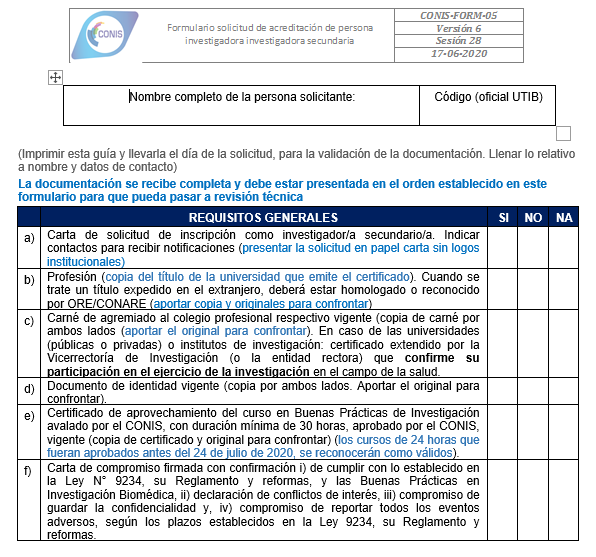 CONIS
Formulario solicitud de acreditación de persona
investigadora investigadora secundaria
CONIS-FORM-05
Versión 6
Sesión 28
17-06-2020
Nombre completo de la persona solicitante:
Código (oficial UTIB)
(Imprimir esta guía y llevarla el día de la solicitud, para la validación de la documentación. Llenar lo relativo
a nombre y datos de contacto)
La documentación se recibe completa y debe estar presentada en el orden establecido en este
formulario para que pueda pasar a revisión técnica
REQUISITOS GENERALES SI NO NA
a) Carta de solicitud de inscripción como investigador/a secundario/a. Indicar
contactos para recibir notificaciones (presentar la solicitud en papel carta sin logos
institucionales)
b) Profesión (copia del título de la universidad que emite el certificado). Cuando se
trate un título expedido en el extranjero, deberá estar homologado o reconocido
por ORE/CONARE (aportar copia y originales para confrontar)
c) Carné de agremiado al colegio profesional respectivo vigente (copia de carné por
ambos lados (aportar el original para confrontar). En caso de las universidades
(públicas o privadas) o institutos de investigación: certificado extendido por la
Vicerrectoría de Investigación (o la entidad rectora) que confirme su
participación en el ejercicio de la investigación en el campo de la salud.
d) Documento de identidad vigente (copia por ambos lados. Aportar el original para
confrontar).
e) Certificado de aprovechamiento del curso en Buenas Prácticas de Investigación
avalado por el CONIS, con duración mínima de 30 horas, aprobado por el CONIS,
vigente (copia de certificado y original para confrontar) (los cursos de 24 horas que
fueran aprobados antes del 24 de julio de 2020, se reconocerán como válidos).
f) Carta de compromiso firmada con confirmación i) de cumplir con lo establecido en
la Ley N° 9234, su Reglamento y reformas, y las Buenas Prácticas en
Investigación Biomédica, ii) declaración de conflictos de interés, iii) compromiso de
guardar la confidencialidad y, iv) compromiso de reportar todos los eventos
adversos, según los plazos establecidos en la Ley 9234, su Reglamento y
reformas.